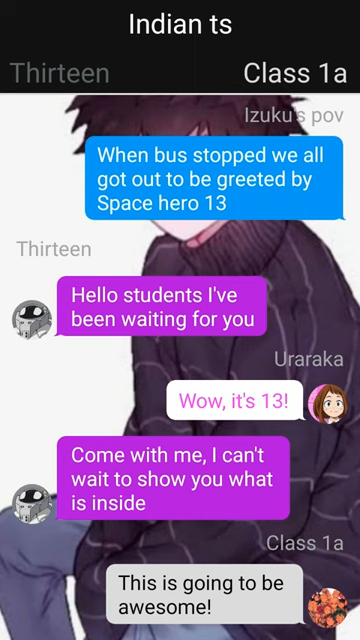 Indian ts
Thirteen
Class 1a
Izuku's pov
When bus stopped we all
got out to be greeted by
Space hero 13
Thirteen
Hello students I've
been waiting for you
Uraraka
Wow, it's 13!
Come with me, I can't
wait to show you what
is inside
Class 1a
This is going to be
awesome!